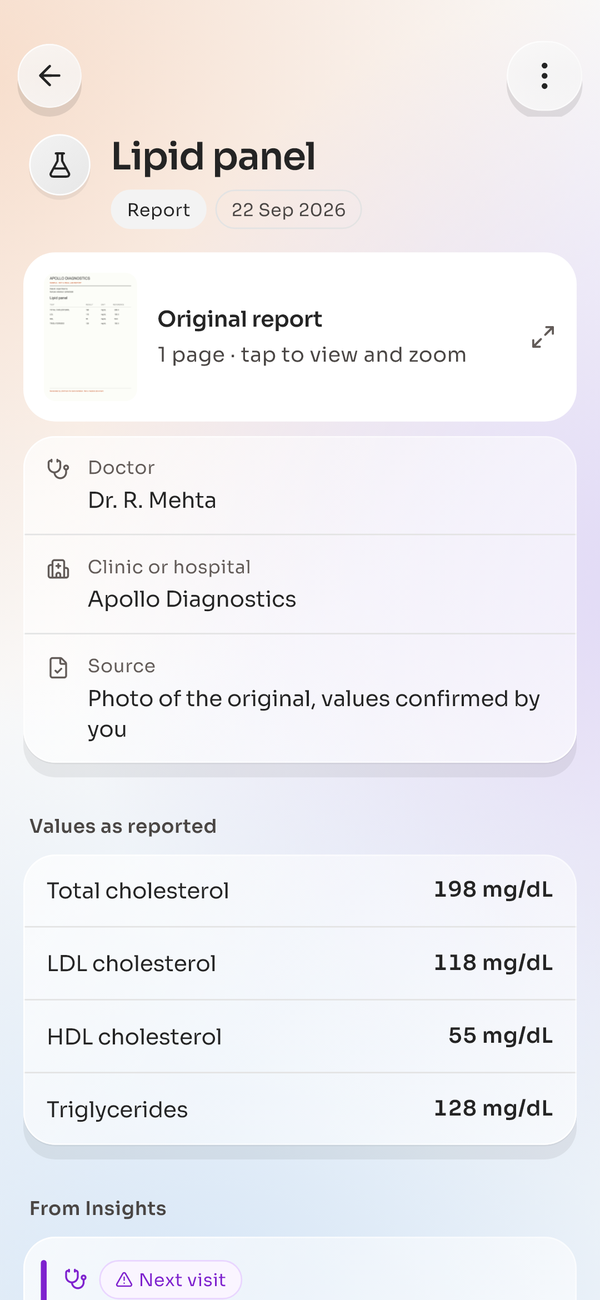 Lipid panel
Report
22 Sep 2026
APOLLO DIAGNOSTICS
Lipid panel
Original report
1 page · tap to view and zoom
Doctor
Dr. R. Mehta
Clinic or hospital
Apollo Diagnostics
Source
Photo of the original, values confirmed by
you
Values as reported
Total cholesterol 198 mg/dL
LDL cholesterol 118 mg/dL
HDL cholesterol 55 mg/dL
Triglycerides 128 mg/dL
From Insights
Next visit